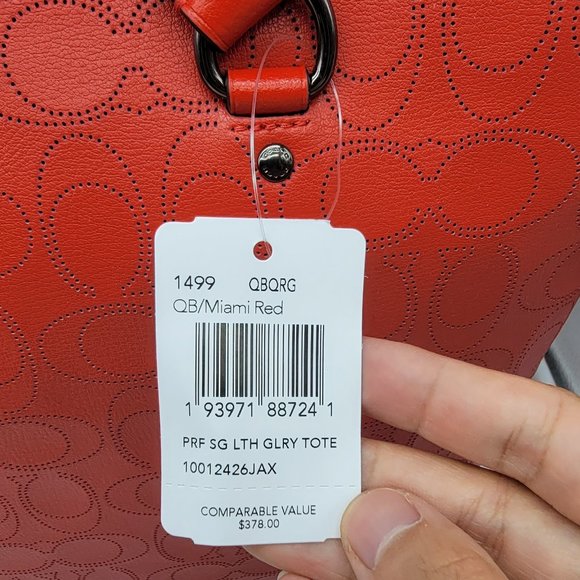 1499 QBQRG
QB/Miami Red
1 93971 88724 1
PRF SG LTH GLRY TOTE
10012426JAX
COMPARABLE VALUE
$378.00